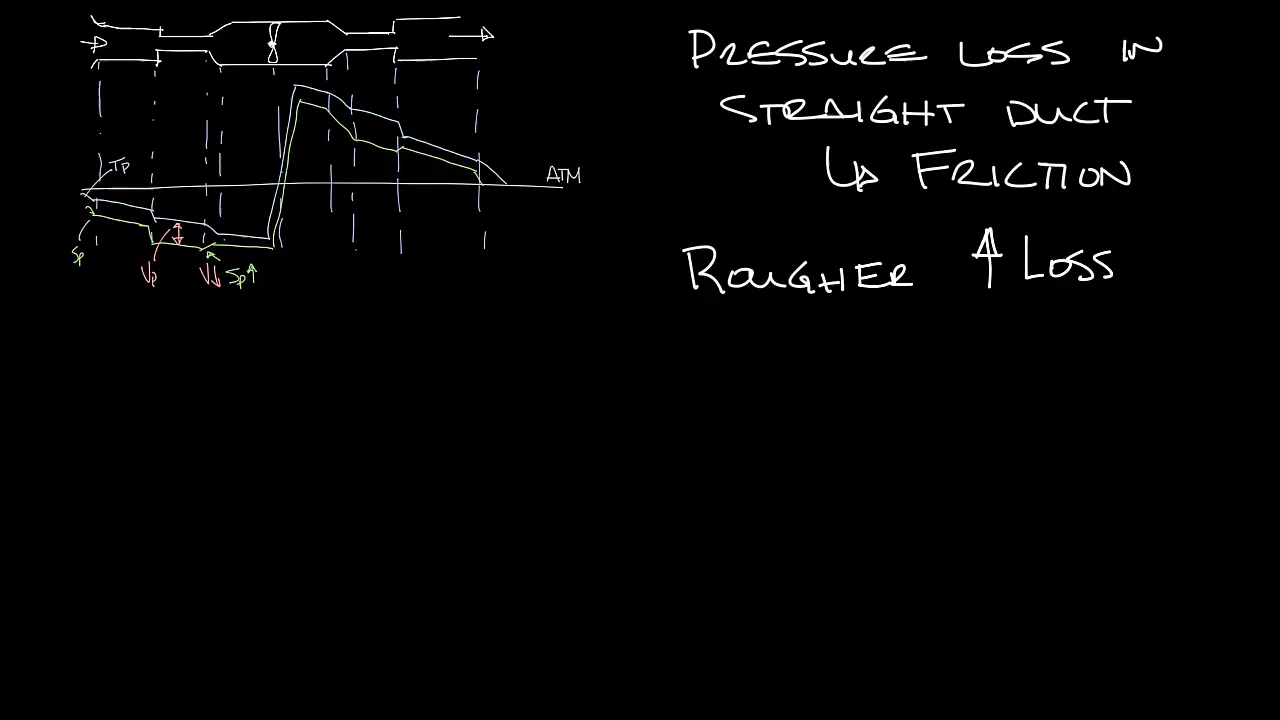 PRESSURE LOSS IN
STRAIGHT DUCT
↳ FRICTION
ROUGHER ↑ LOSS
TP
ATM
SP
VP
V↓ SP↑